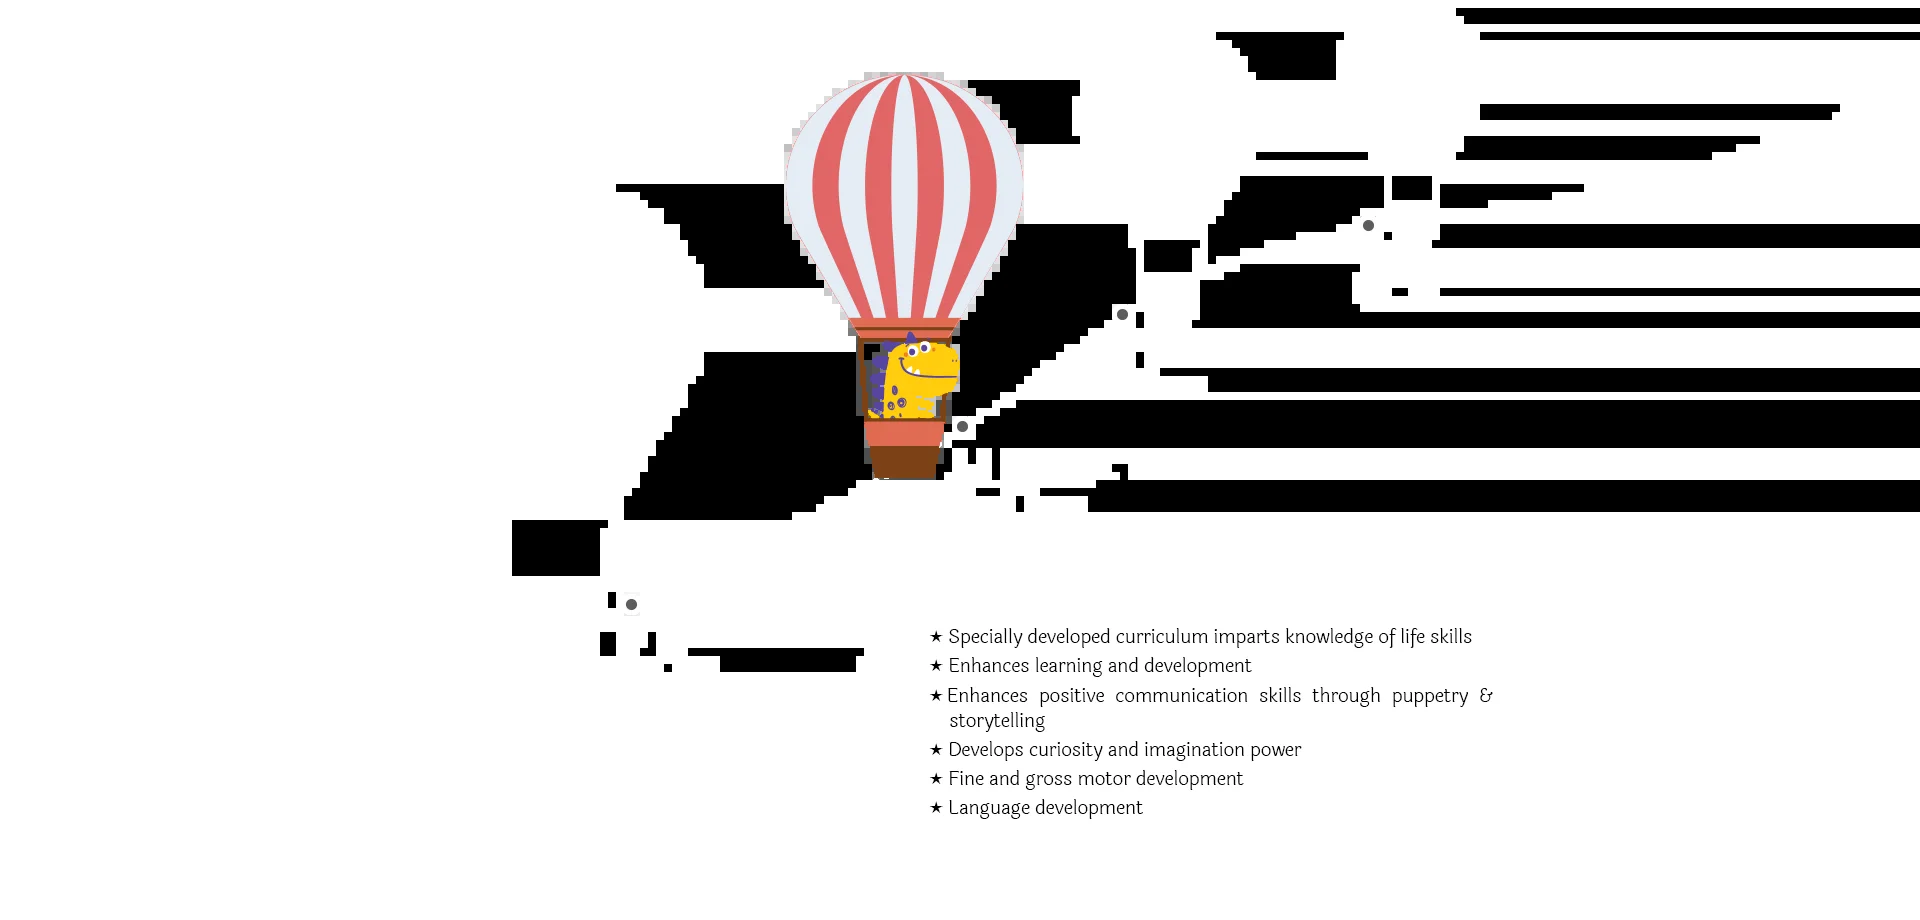 ★ Specially developed curriculum imparts knowledge of life skills
★ Enhances learning and development
★ Enhances positive communication skills through puppetry &
storytelling
★ Develops curiosity and imagination power
★ Fine and gross motor development
★ Language development